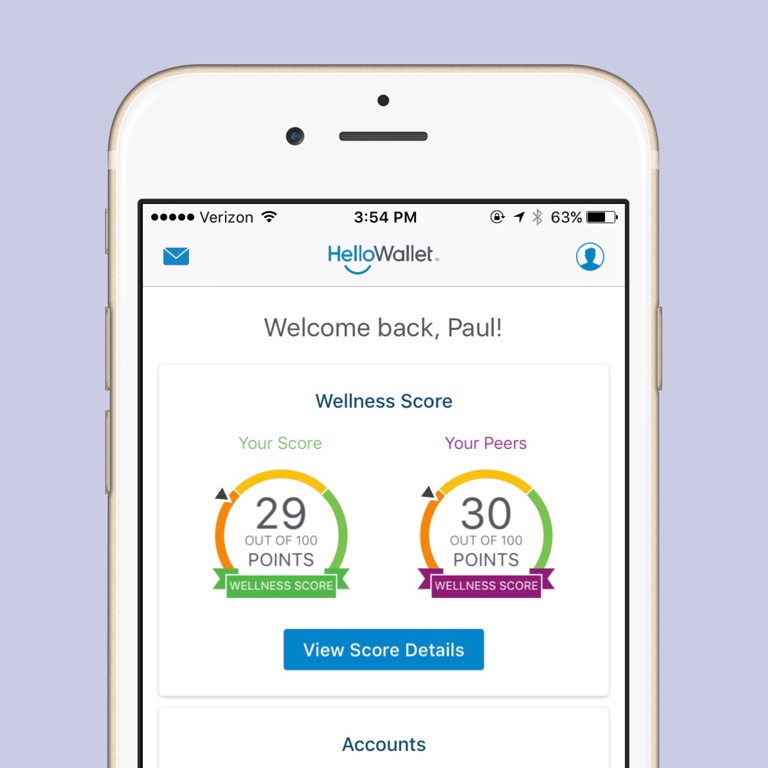 Verizon 3:54 PM 63%
HelloWallet
Welcome back, Paul!
Wellness Score
Your Score
Your Peers
29
OUT OF 100
POINTS
WELLNESS SCORE
30
OUT OF 100
POINTS
WELLNESS SCORE
View Score Details
Accounts